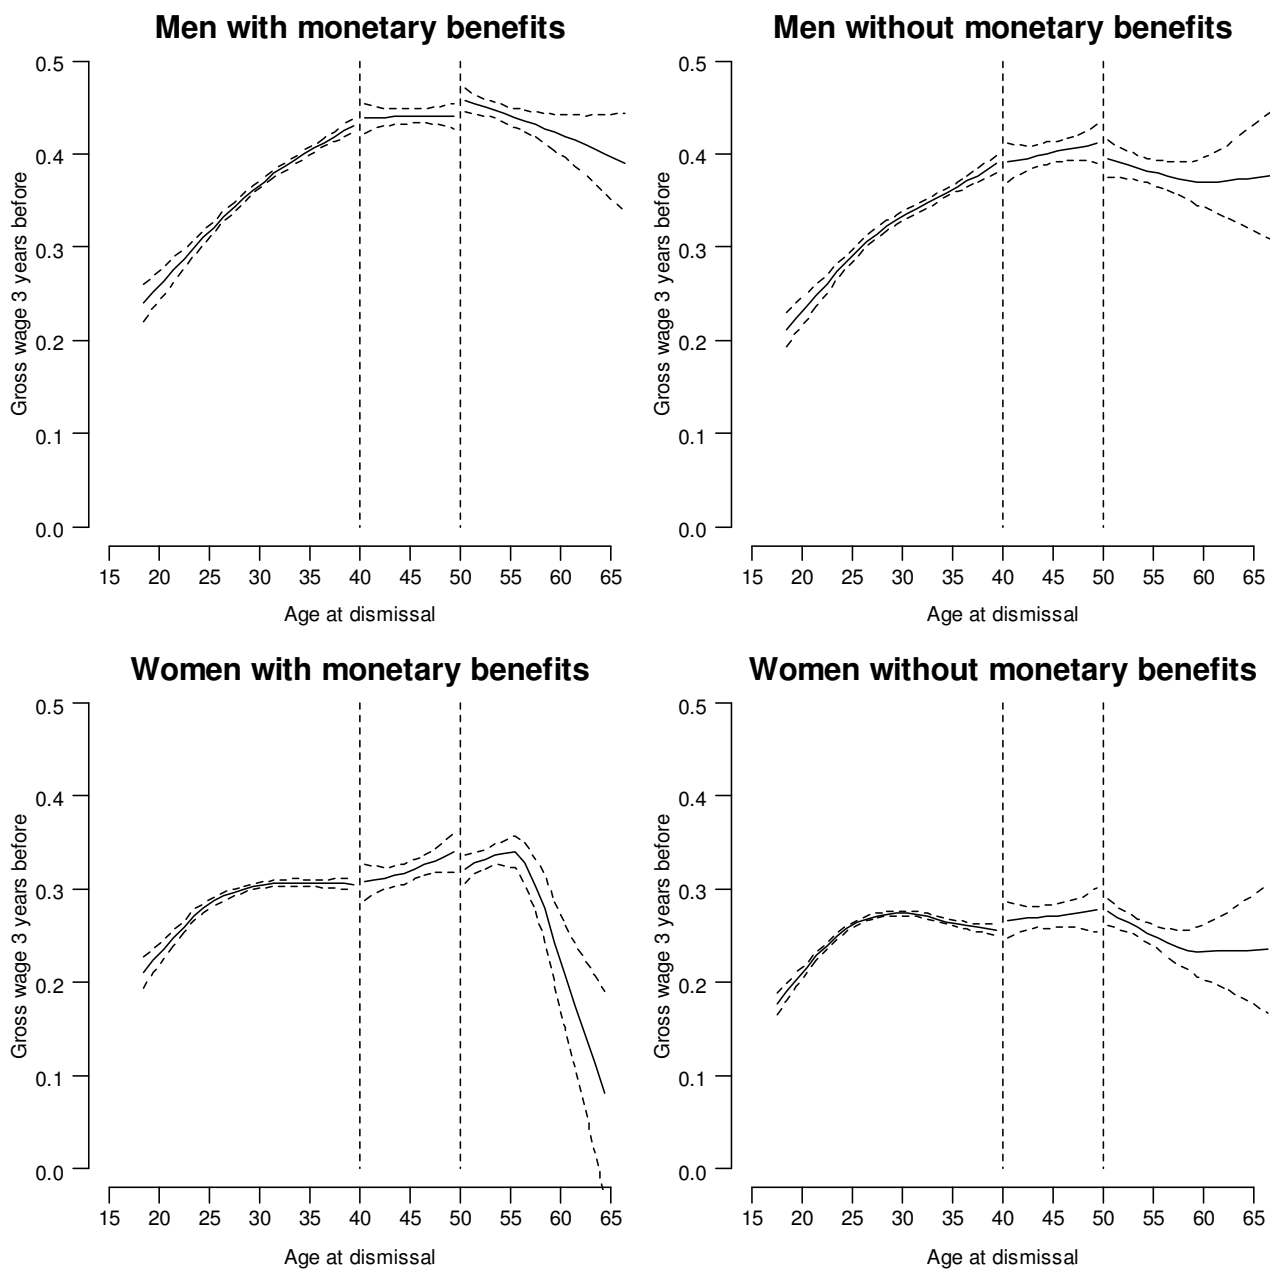 Men with monetary benefits
Gross wage 3 years before
0.5
0.4
0.3
0.2
0.1
0.0
15 20 25 30 35 40 45 50 55 60 65
Age at dismissal
Men without monetary benefits
Gross wage 3 years before
0.5
0.4
0.3
0.2
0.1
0.0
15 20 25 30 35 40 45 50 55 60 65
Age at dismissal
Women with monetary benefits
Gross wage 3 years before
0.5
0.4
0.3
0.2
0.1
0.0
15 20 25 30 35 40 45 50 55 60 65
Age at dismissal
Women without monetary benefits
Gross wage 3 years before
0.5
0.4
0.3
0.2
0.1
0.0
15 20 25 30 35 40 45 50 55 60 65
Age at dismissal